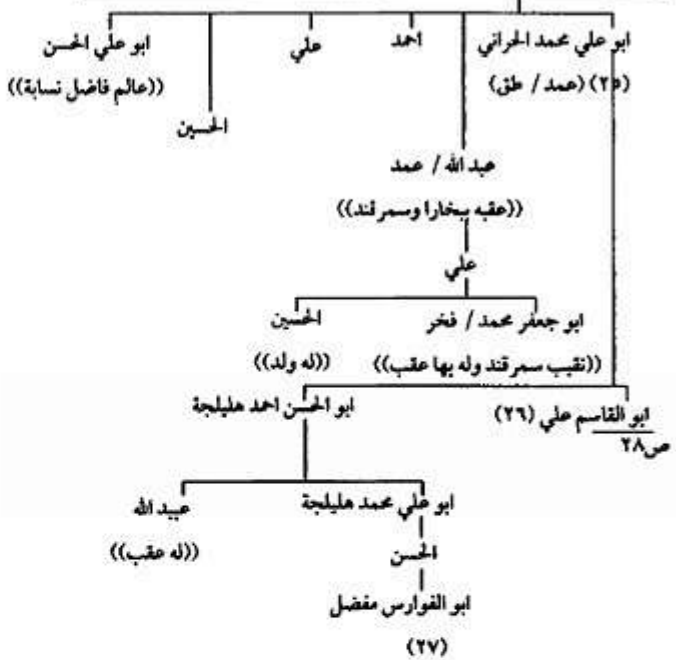 ابو علي محمد الحراني
(٢٥) (عمد / طق)
احمد
علي
ابو علي الحسن
((عالم فاضل نسابة))
الحسين
عبد الله / عمد
((عقبه ببخارا وسمرقند))
علي
ابو جعفر محمد / فخر
((نقيب سمرقند وله بها عقب))
الحسين
((له ولد))
ابو القاسم علي (٢٦)
ص٢٨
ابو الحسن احمد هليلجة
ابو علي محمد هليلجة
عبيد الله
((له عقب))
الحسن
ابو الفوارس مفضل
(٢٧)